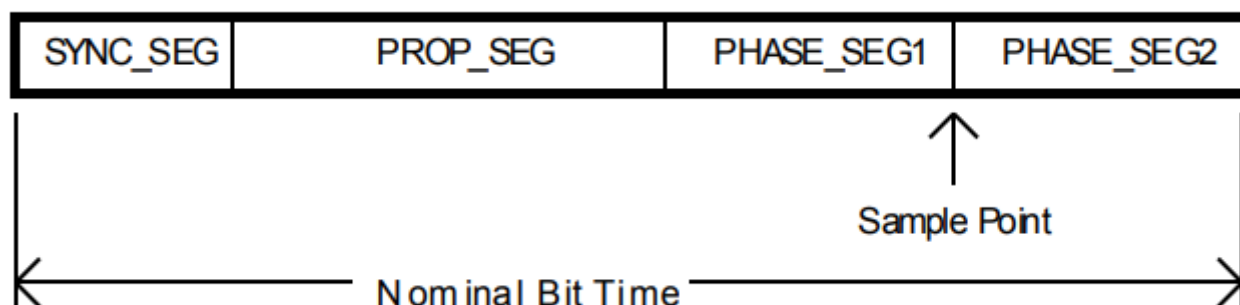 SYNC_SEG PROP_SEG PHASE_SEG1 PHASE_SEG2
Sample Point
Nominal Bit Time